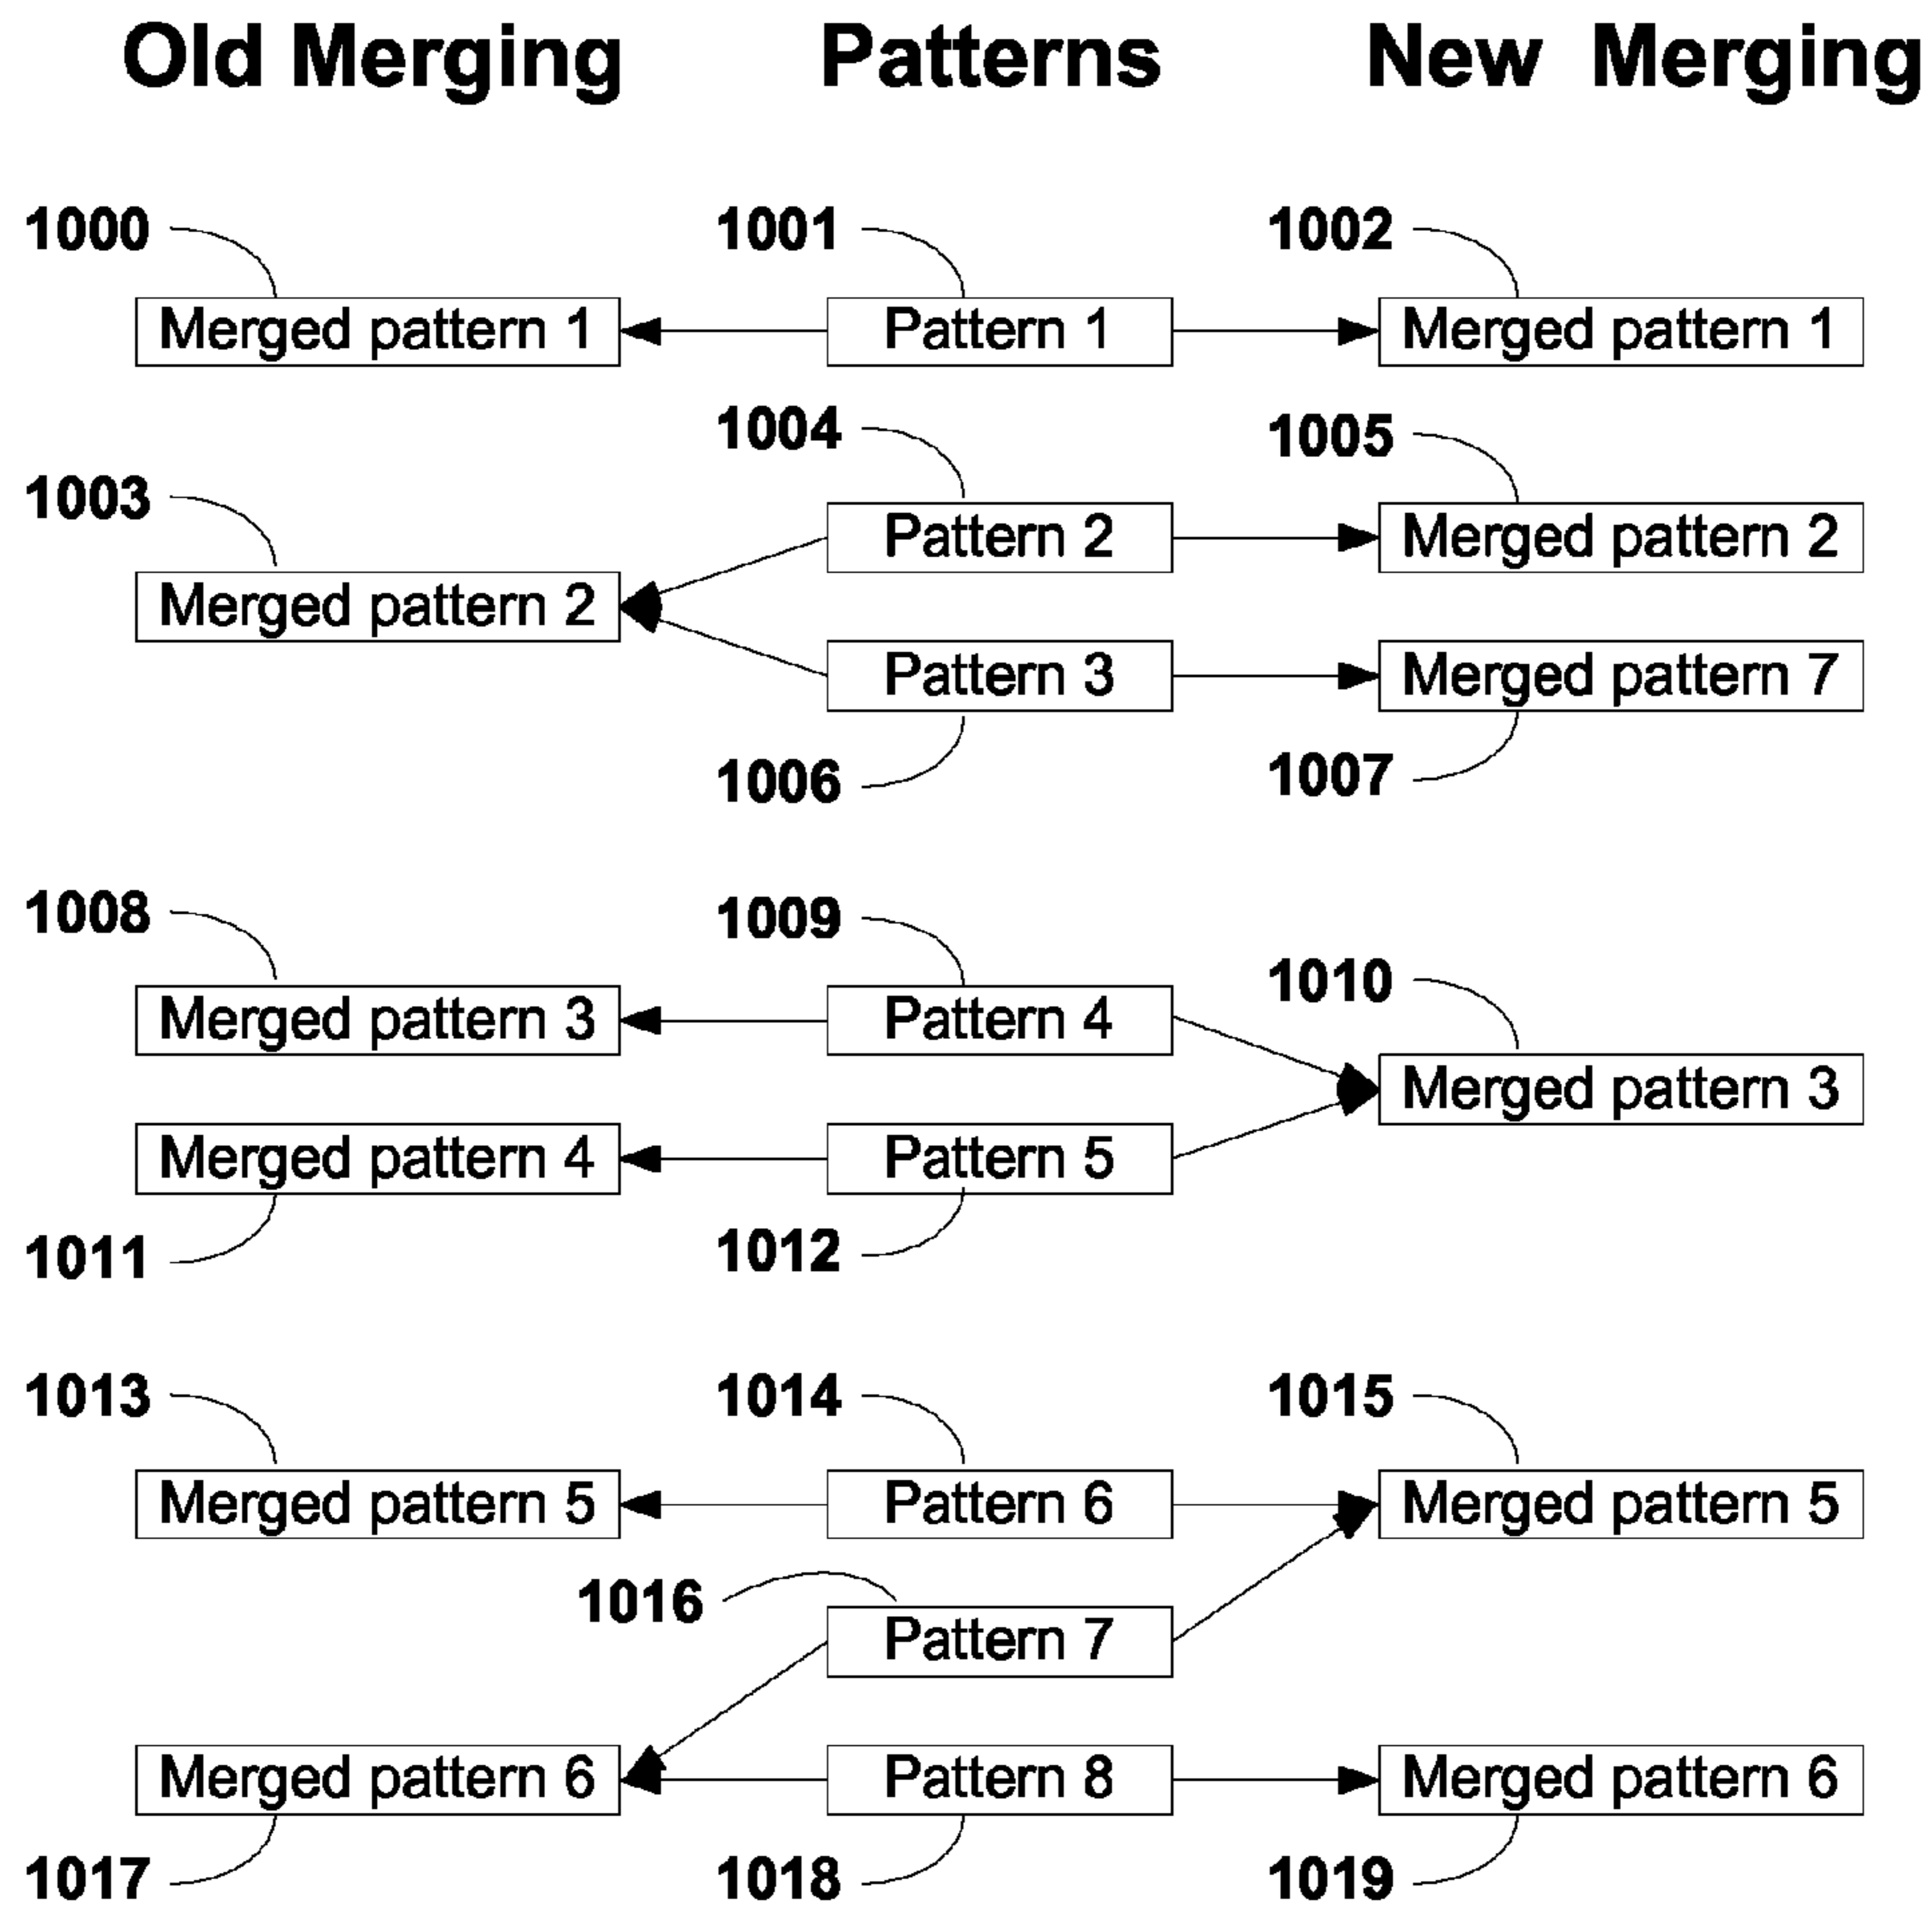 Old Merging Patterns New Merging
1000 1001 1002
Merged pattern 1 Pattern 1 Merged pattern 1
1004 1005
1003
Pattern 2 Merged pattern 2
Merged pattern 2
Pattern 3 Merged pattern 7
1006 1007
1008 1009
1010
Merged pattern 3 Pattern 4
Merged pattern 3
Merged pattern 4 Pattern 5
1011 1012
1013 1014 1015
Merged pattern 5 Pattern 6 Merged pattern 5
1016
Pattern 7
Merged pattern 6 Pattern 8 Merged pattern 6
1017 1018 1019